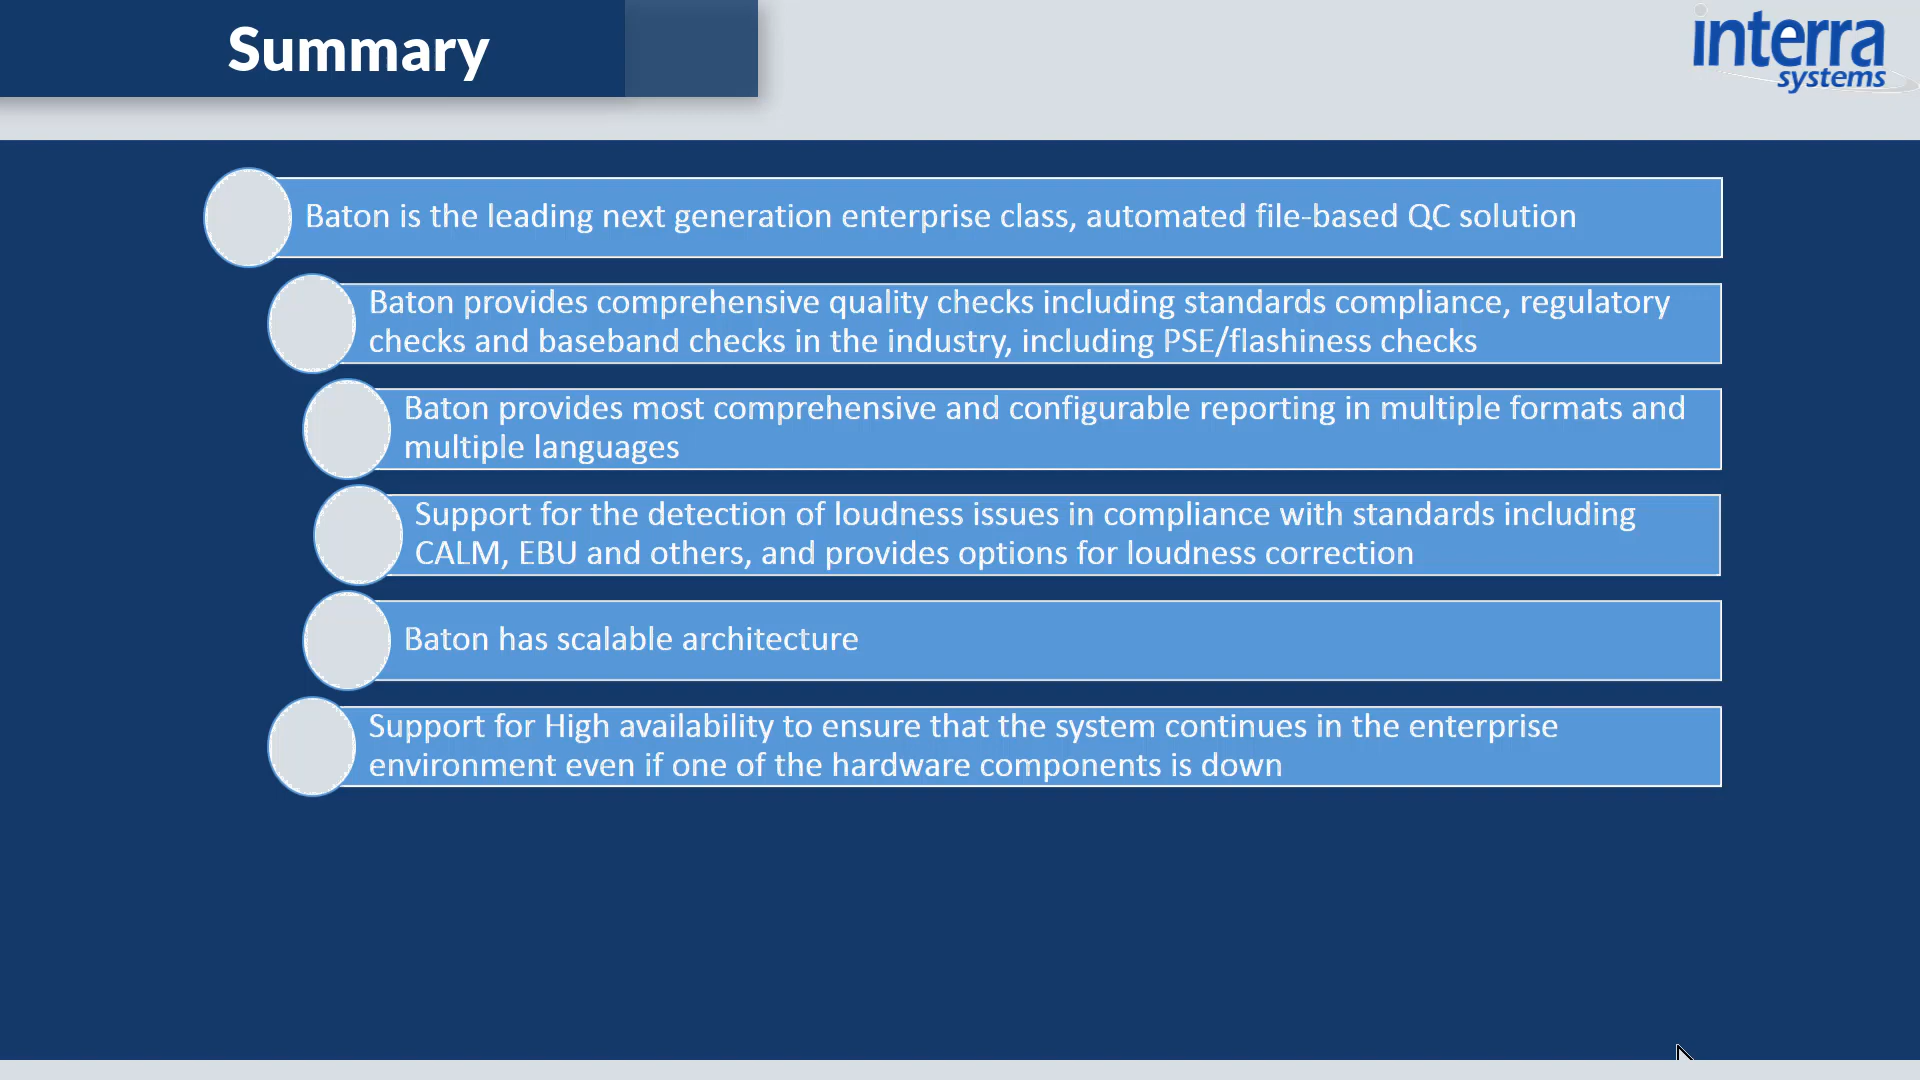 Summary
interra
systems
Baton is the leading next generation enterprise class, automated file-based QC solution
Baton provides comprehensive quality checks including standards compliance, regulatory
checks and baseband checks in the industry, including PSE/flashiness checks
Baton provides most comprehensive and configurable reporting in multiple formats and
multiple languages
Support for the detection of loudness issues in compliance with standards including
CALM, EBU and others, and provides options for loudness correction
Baton has scalable architecture
Support for High availability to ensure that the system continues in the enterprise
environment even if one of the hardware components is down